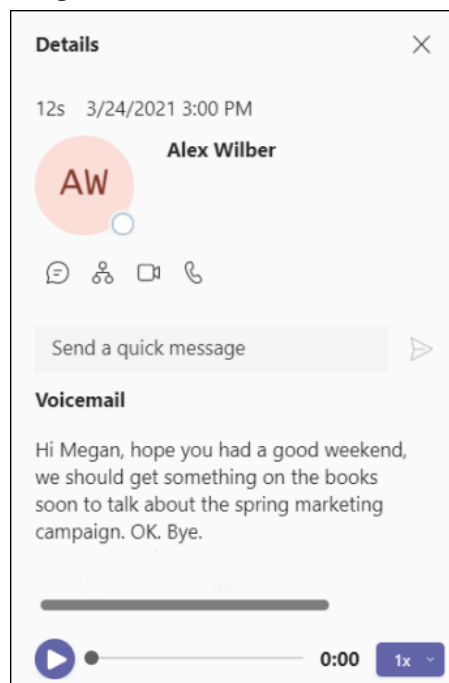 Details
12s 3/24/2021 3:00 PM
Alex Wilber
AW
Send a quick message
Voicemail
Hi Megan, hope you had a good weekend,
we should get something on the books
soon to talk about the spring marketing
campaign. OK. Bye.
0:00 1x